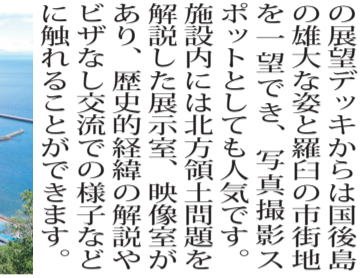 の展望デッキからは国後島
の雄大な姿と羅臼の市街地
を一望でき、写真撮影ス
ポットとしても人気です。
施設内には北方領土問題を
解説した展示室、映像室が
あり、歴史的経緯の解説や
ビザなし交流での様子など
に触れることができます。